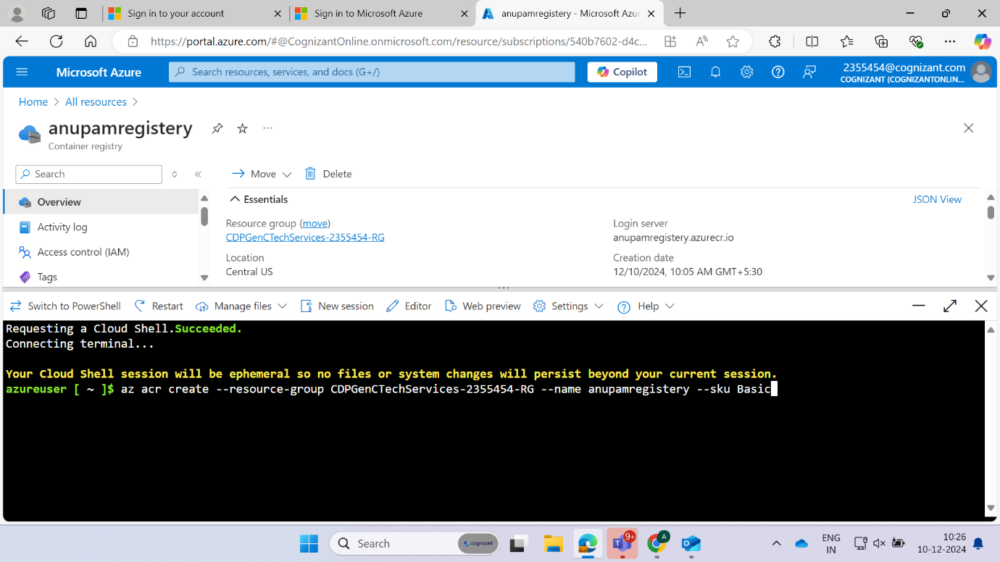 Sign in to your account
Sign in to Microsoft Azure
anupamregistery - Microsoft Azur
https://portal.azure.com/#@CognizantOnline.onmicrosoft.com/resource/subscriptions/540b7602-d4c...
Microsoft Azure
Search resources, services, and docs (G+/)
Copilot
2355454@cognizant.com
COGNIZANT (COGNIZANTONLIN...
Home > All resources >
anupamregistery
Container registry
Search
Move
Delete
Overview
Activity log
Access control (IAM)
Tags
Essentials
JSON View
Resource group (move)
CDPGenCTechServices-2355454-RG
Location
Central US
Login server
anupamregistery.azurecr.io
Creation date
12/10/2024, 10:05 AM GMT+5:30
Switch to PowerShell
Restart
Manage files
New session
Editor
Web preview
Settings
Help
Requesting a Cloud Shell.Succeeded.
Connecting terminal...
Your Cloud Shell session will be ephemeral so no files or system changes will persist beyond your current session.
azureuser [ ~ ]$ az acr create --resource-group CDPGenCTechServices-2355454-RG --name anupamregistery --sku Basic
Search
cognizant
9+
A
ENG
IN
10:26
10-12-2024